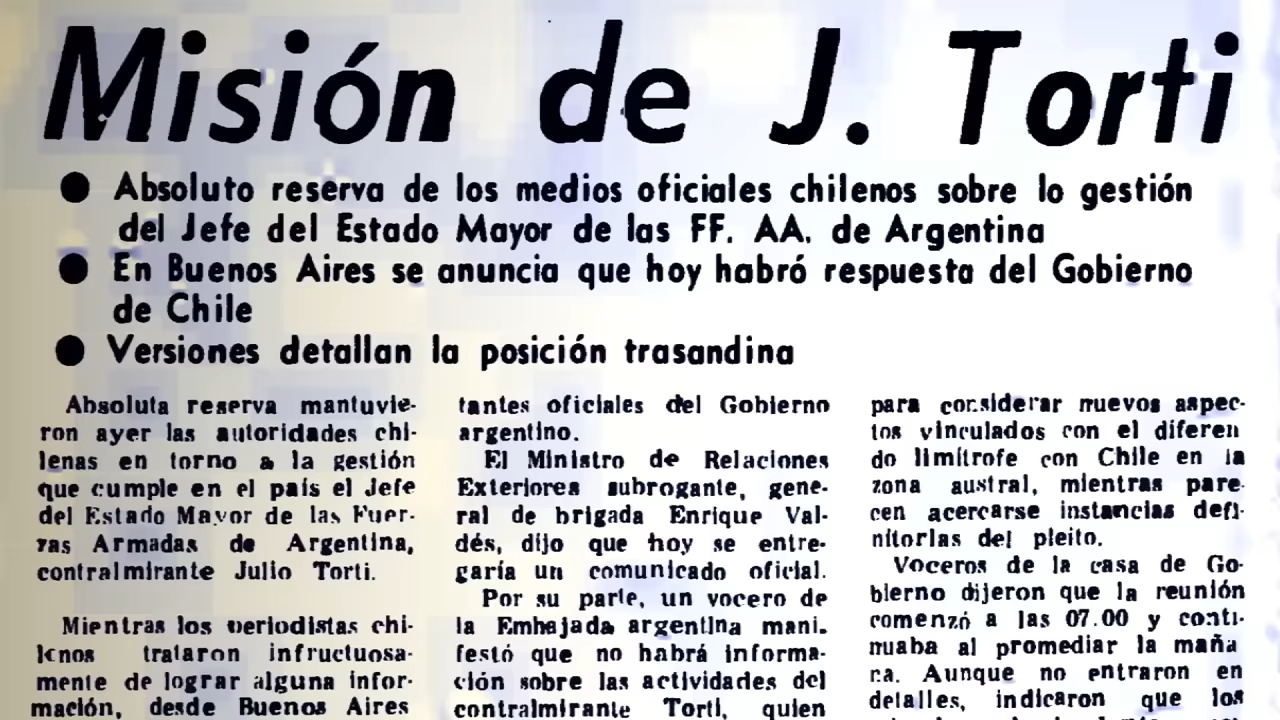 Misión de J. Torti
● Absoluto reserva de los medios oficiales chilenos sobre lo gestión
del Jefe del Estado Mayor de las FF. AA. de Argentina
● En Buenos Aires se anuncia que hoy habró respuesta del Gobierno
de Chile
● Versiones detallan la posición trasandina
Absoluta reserva mantuvie-
ron ayer las autoridades chi-
lenas en torno a la gestión
que cumple en el país el Jefe
del Estado Mayor de las Fuer-
zas Armadas de Argentina,
contralmirante Julio Torti.
Mientras los periodistas chi-
lenos trataron infructuosa-
mente de lograr alguna infor-
mación, desde Buenos Aires
tantes oficiales del Gobierno
argentino.
El Ministro de Relaciones
Exteriores subrogante, gene-
ral de brigada Enrique Val-
dés, dijo que hoy se entre-
garía un comunicado oficial.
Por su parte, un vocero de
la Embajada argentina mani-
festó que no habrá informa-
ción sobre las actividades del
contralmirante Torti, quien
para considerar nuevos aspec-
tos vinculados con el diferen
do limítrofe con Chile en la
zona austral, mientras pare-
cen acercarse instancias defi-
nitorias del pleito.
Voceros de la casa de Go-
bierno dijeron que la reunión
comenzó a las 07.00 y conti-
nuaba al promediar la maña
na. Aunque no entraron en
detalles, indicaron que los